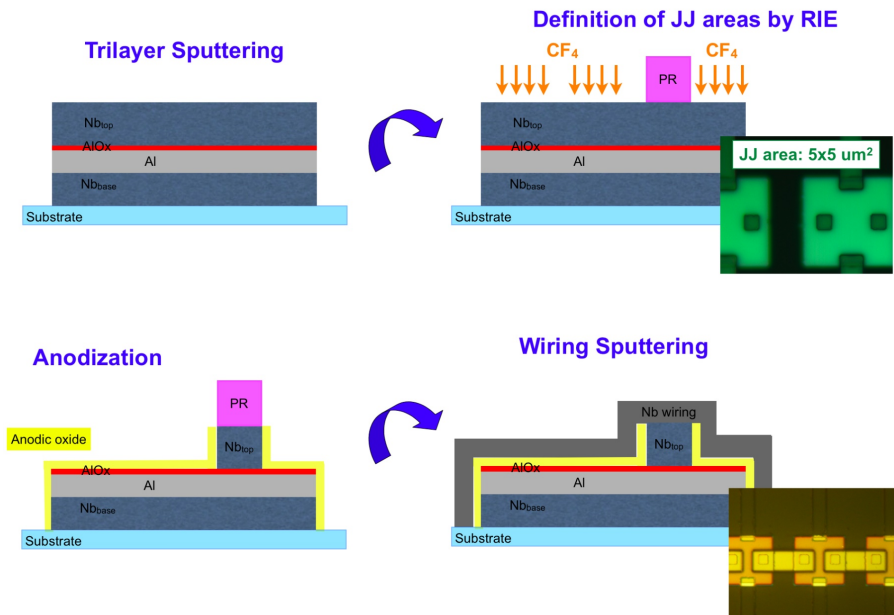 Trilayer Sputtering
Nbtop
AlOx
Al
Nbbase
Substrate
Definition of JJ areas by RIE
CF4
CF4
PR
Nbtop
AlOx
Al
Nbbase
Substrate
JJ area: 5x5 um²
Anodization
PR
Anodic oxide
Nbtop
AlOx
Al
Nbbase
Substrate
Wiring Sputtering
Nb wiring
Nbtop
AlOx
Al
Nbbase
Substrate